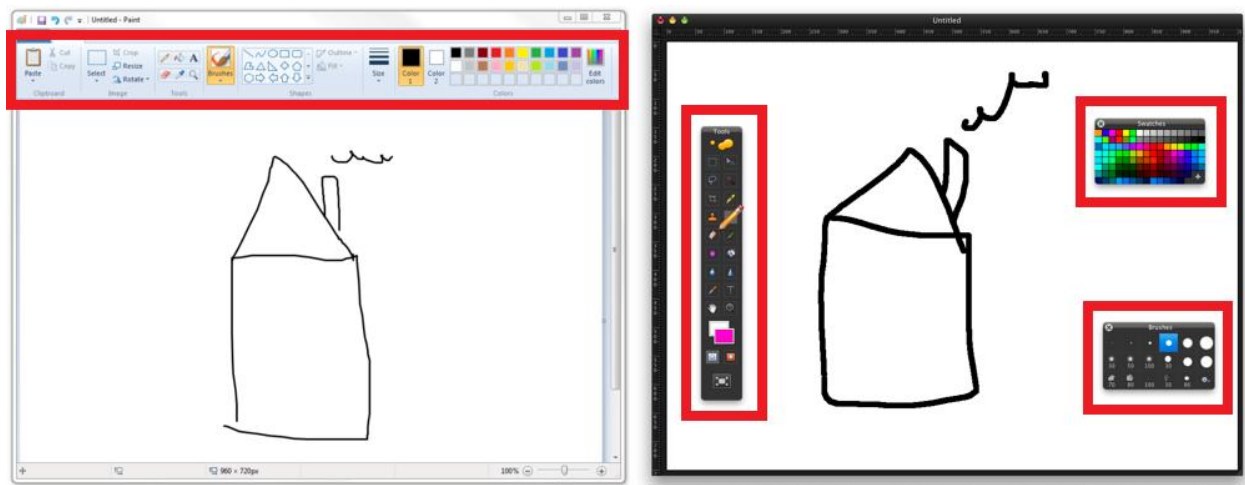 Untitled - Paint
Paste
Cut
Copy
Clipboard
Select
Crop
Resize
Rotate
Image
A
Tools
Brushes
Outline
Fill
Shapes
Size
Color 1
Color 2
Edit colors
Colors
960 × 720px
100%
Untitled
Tools
T
Swatches
Brushes